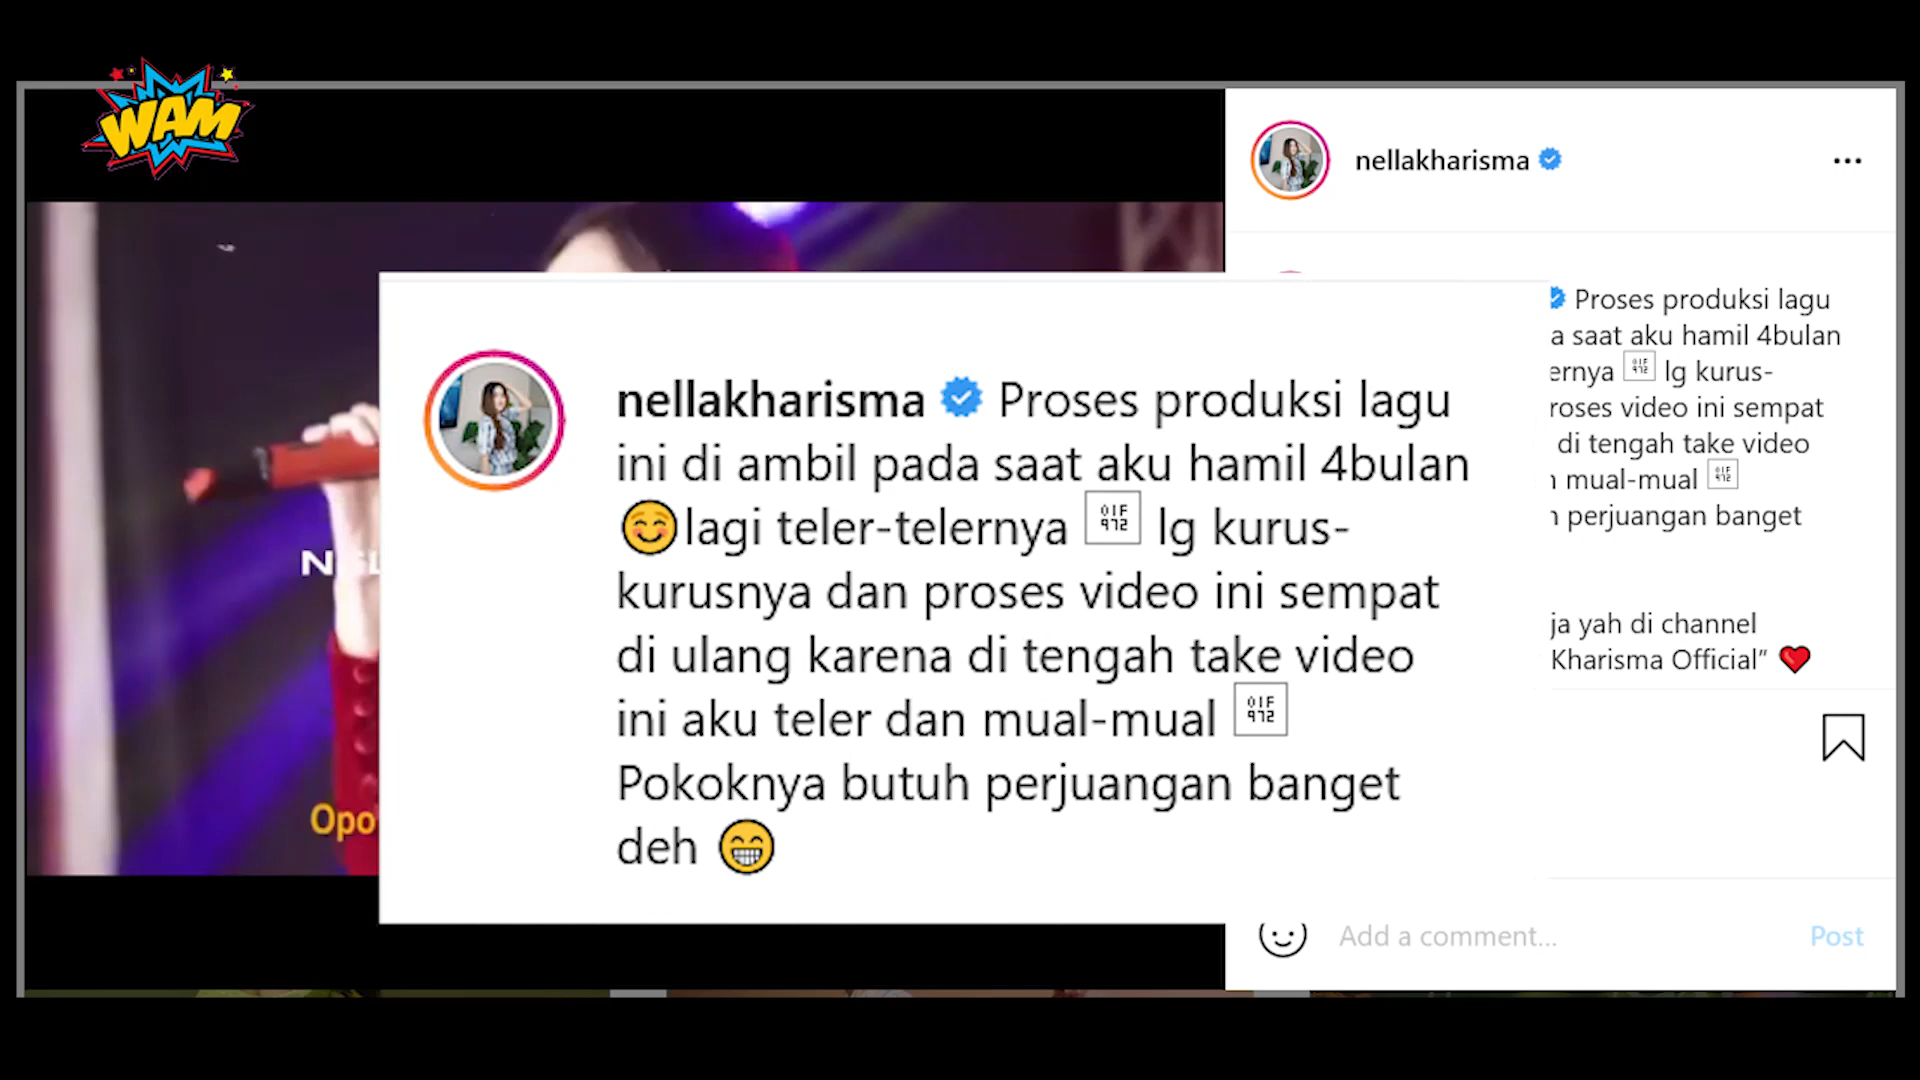 WAM
nellakharisma
Proses produksi lagu
a saat aku hamil 4bulan
ernya lg kurus-
roses video ini sempat
di tengah take video
mual-mual
perjuangan banget
ja yah di channel
Kharisma Official” ❤️
nellakharisma Proses produksi lagu
ini di ambil pada saat aku hamil 4bulan
😊lagi teler-telernya lg kurus-
kurusnya dan proses video ini sempat
di ulang karena di tengah take video
ini aku teler dan mual-mual
Pokoknya butuh perjuangan banget
deh 😁
Opo
Add a comment...
Post